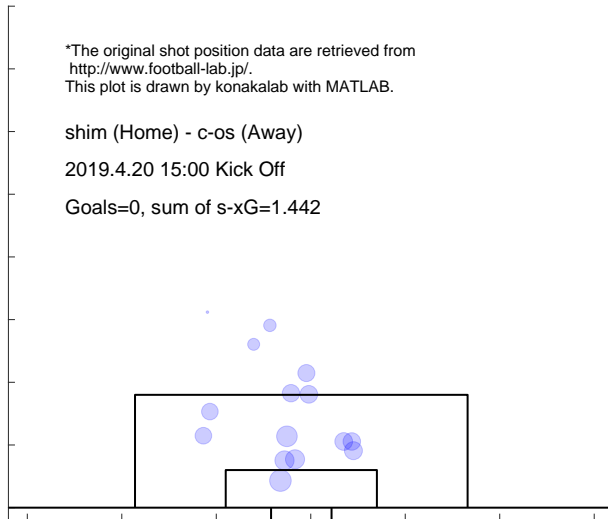 *The original shot position data are retrieved from
http://www.football-lab.jp/.
This plot is drawn by konakalab with MATLAB.
shim (Home) - c-os (Away)
2019.4.20 15:00 Kick Off
Goals=0, sum of s-xG=1.442